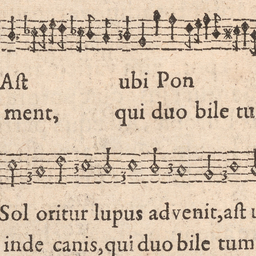 Aſt ubi Pon
ment, qui duo bile tu
Sol oritur lupus advenit,aſt u
inde canis,qui duo bile tum